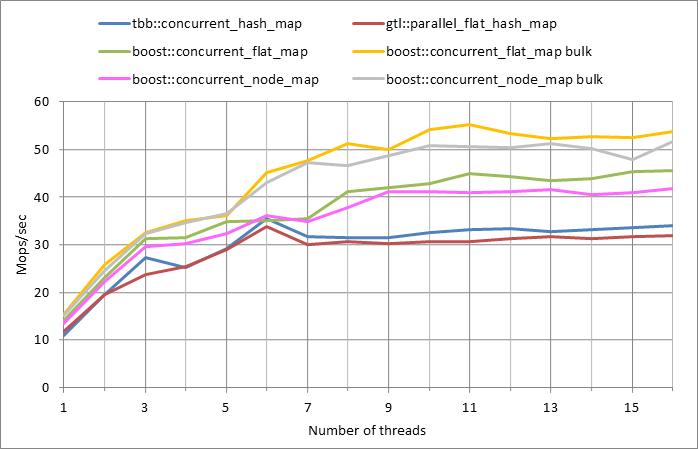 tbb::concurrent_hash_map gtl::parallel_flat_hash_map
boost::concurrent_flat_map boost::concurrent_flat_map bulk
boost::concurrent_node_map boost::concurrent_node_map bulk
60
50
40
30
20
10
0
Mops/sec
1 3 5 7 9 11 13 15
Number of threads